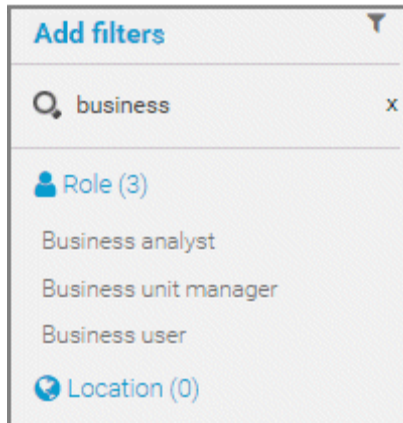 Add filters
business x
Role (3)
Business analyst
Business unit manager
Business user
Location (0)